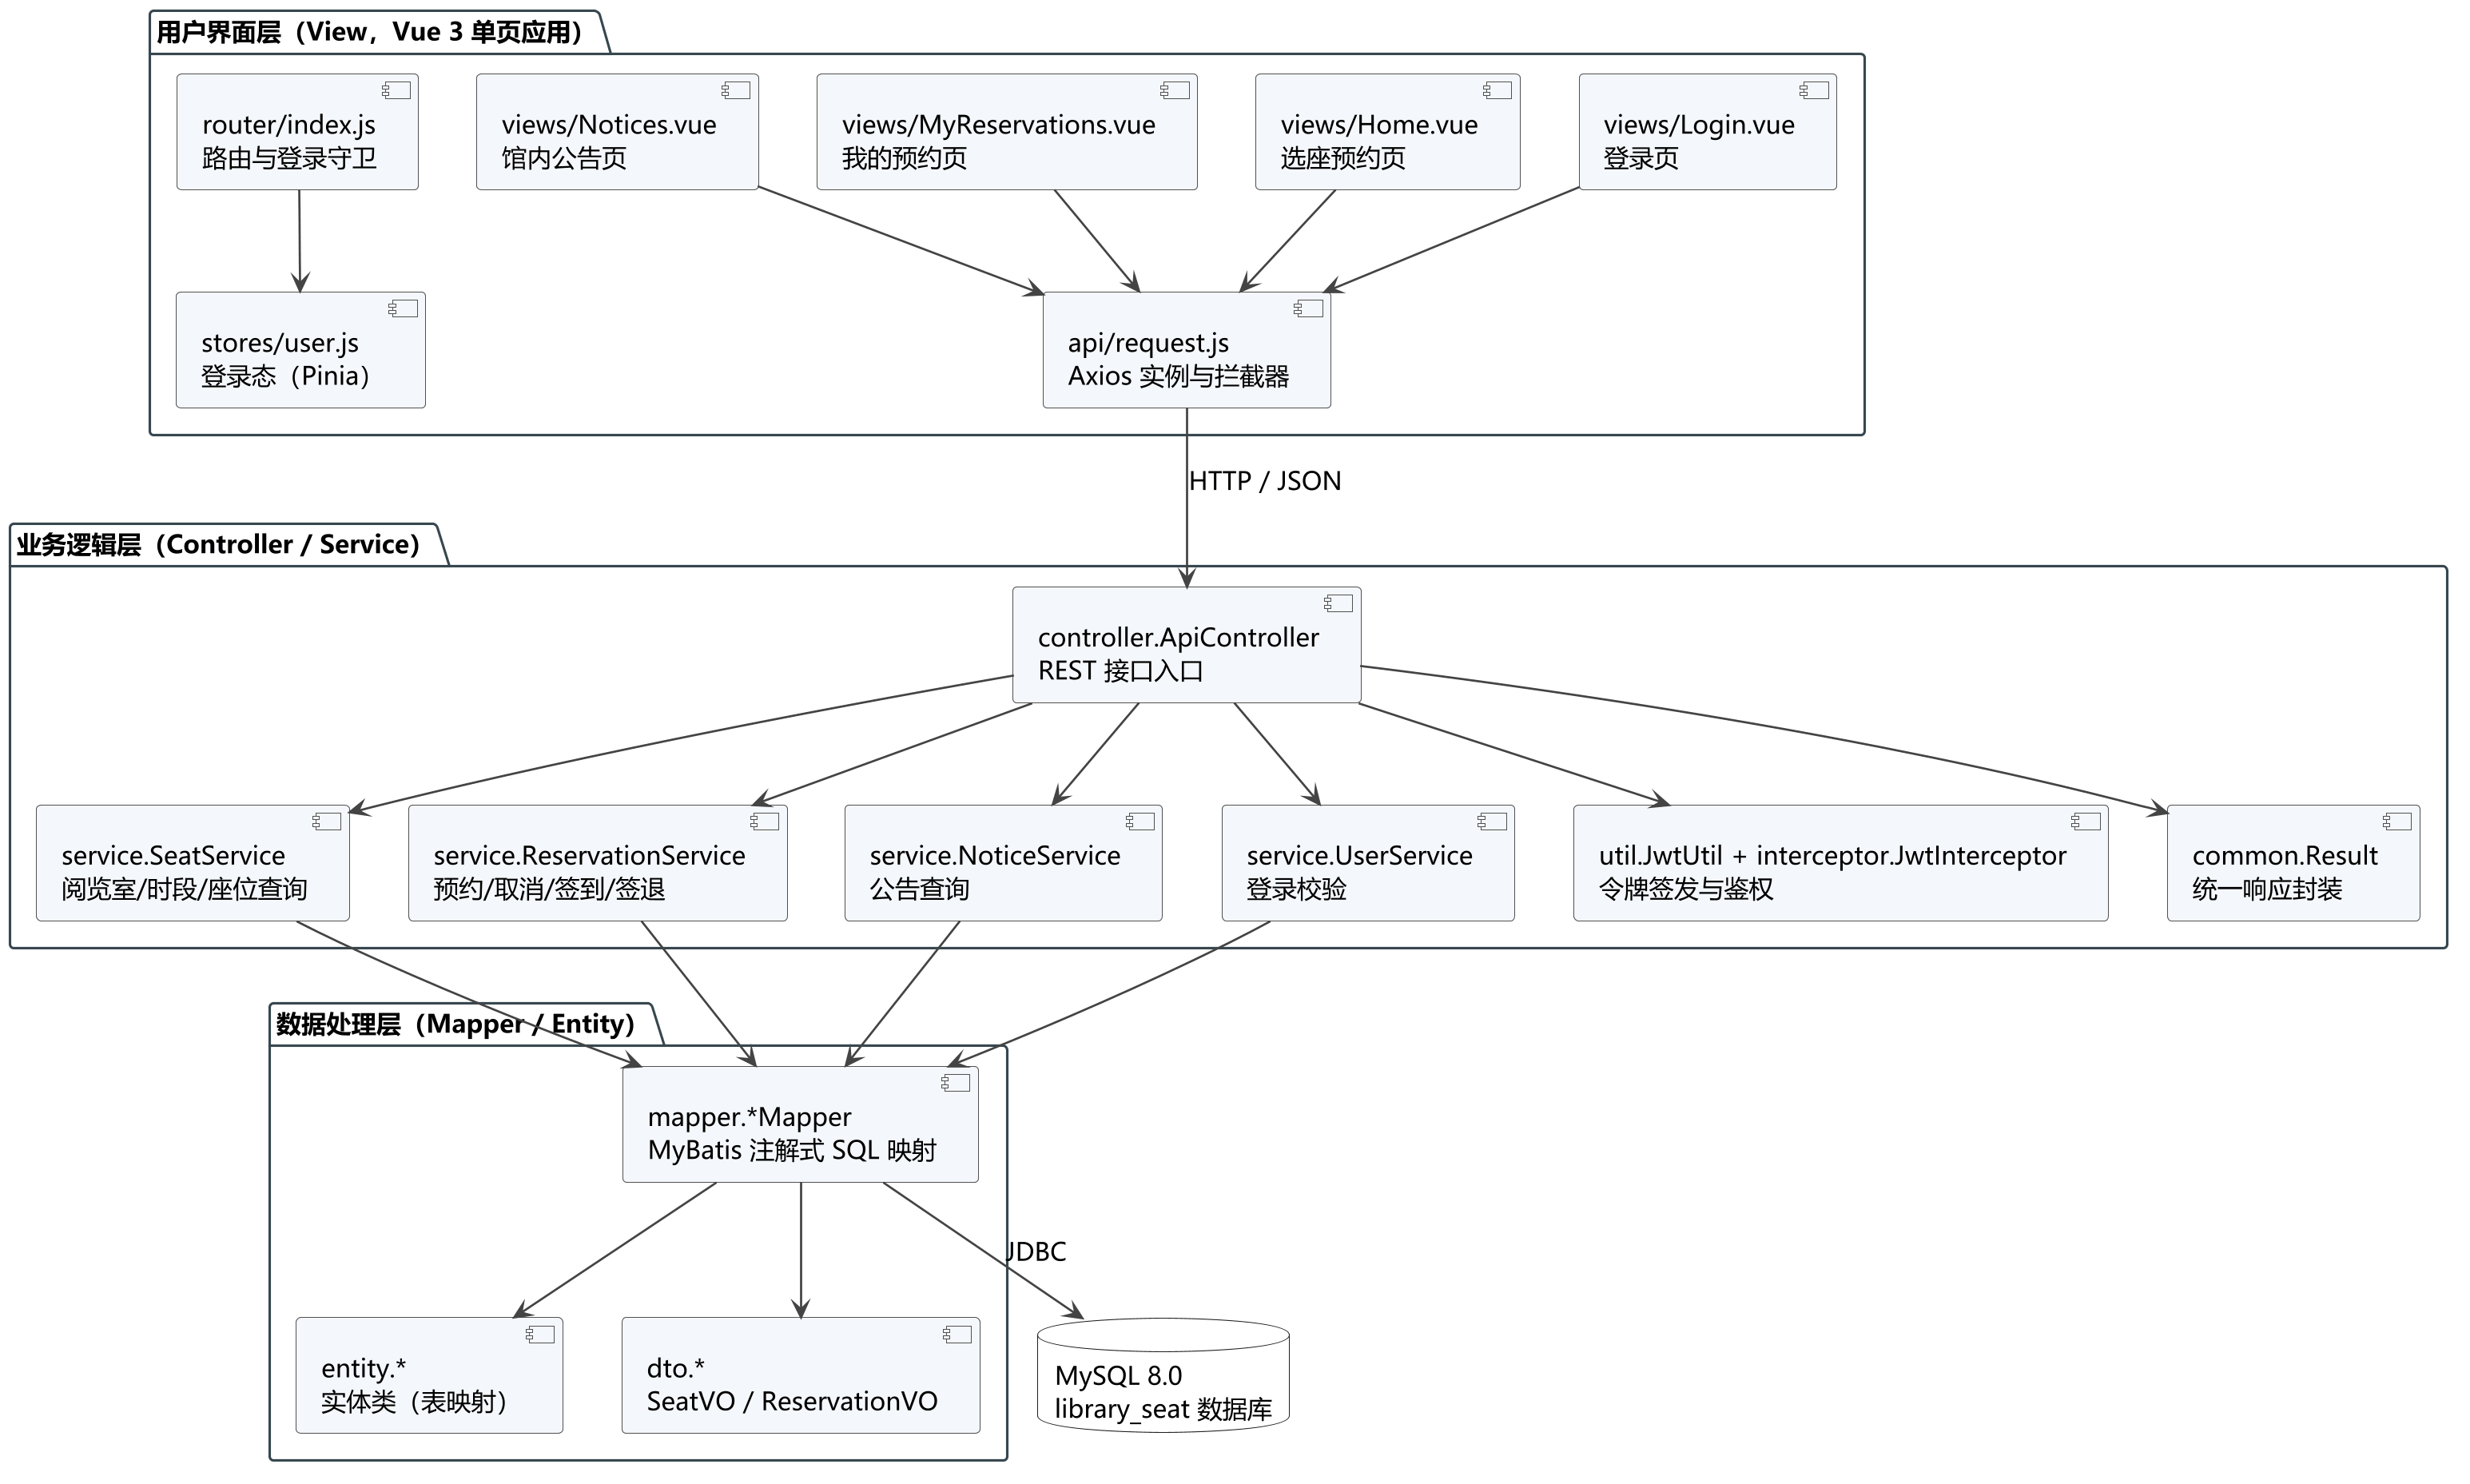 用户界面层（View，Vue 3 单页应用）
router/index.js
路由与登录守卫
views/Notices.vue
馆内公告页
views/MyReservations.vue
我的预约页
views/Home.vue
选座预约页
views/Login.vue
登录页
stores/user.js
登录态（Pinia）
api/request.js
Axios 实例与拦截器
HTTP / JSON
业务逻辑层（Controller / Service）
controller.ApiController
REST 接口入口
service.SeatService
阅览室/时段/座位查询
service.ReservationService
预约/取消/签到/签退
service.NoticeService
公告查询
service.UserService
登录校验
util.JwtUtil + interceptor.JwtInterceptor
令牌签发与鉴权
common.Result
统一响应封装
数据处理层（Mapper / Entity）
mapper.*Mapper
MyBatis 注解式 SQL 映射
JDBC
entity.*
实体类（表映射）
dto.*
SeatVO / ReservationVO
MySQL 8.0
library_seat 数据库